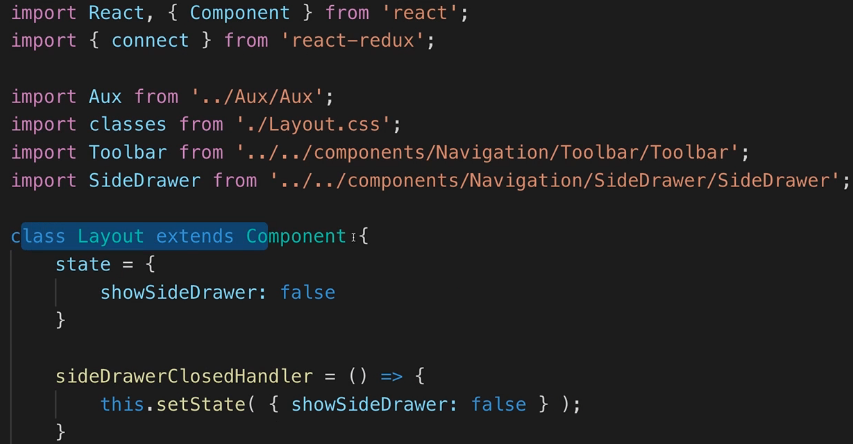 import React, { Component } from 'react';
import { connect } from 'react-redux';
import Aux from '../Aux/Aux';
import classes from './Layout.css';
import Toolbar from '../../components/Navigation/Toolbar/Toolbar';
import SideDrawer from '../../components/Navigation/SideDrawer/SideDrawer';
class Layout extends Component {
    state = {
        showSideDrawer: false
    }
    sideDrawerClosedHandler = () => {
        this.setState( { showSideDrawer: false } );
    }